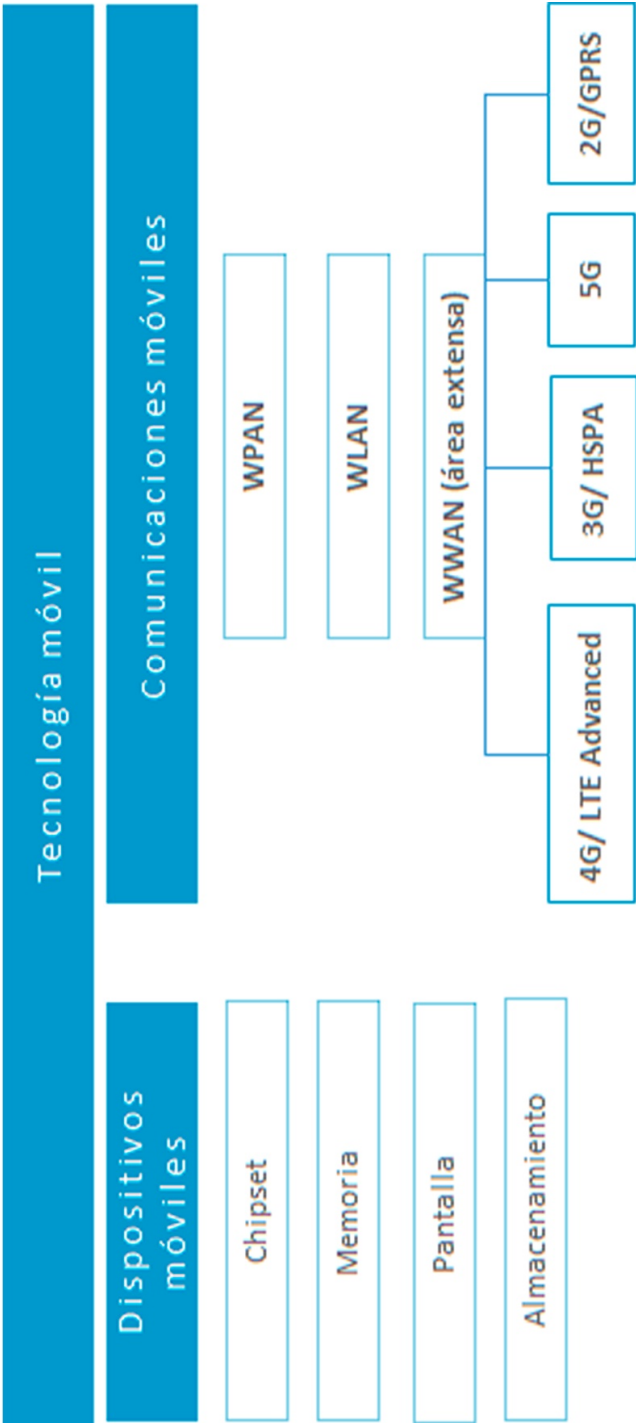 Tecnología móvil
Dispositivos
móviles
Chipset
Memoria
Pantalla
Almacenamiento
Comunicaciones móviles
WPAN
WLAN
WWAN (área extensa)
4G/ LTE Advanced
3G/ HSPA
5G
2G/GPRS